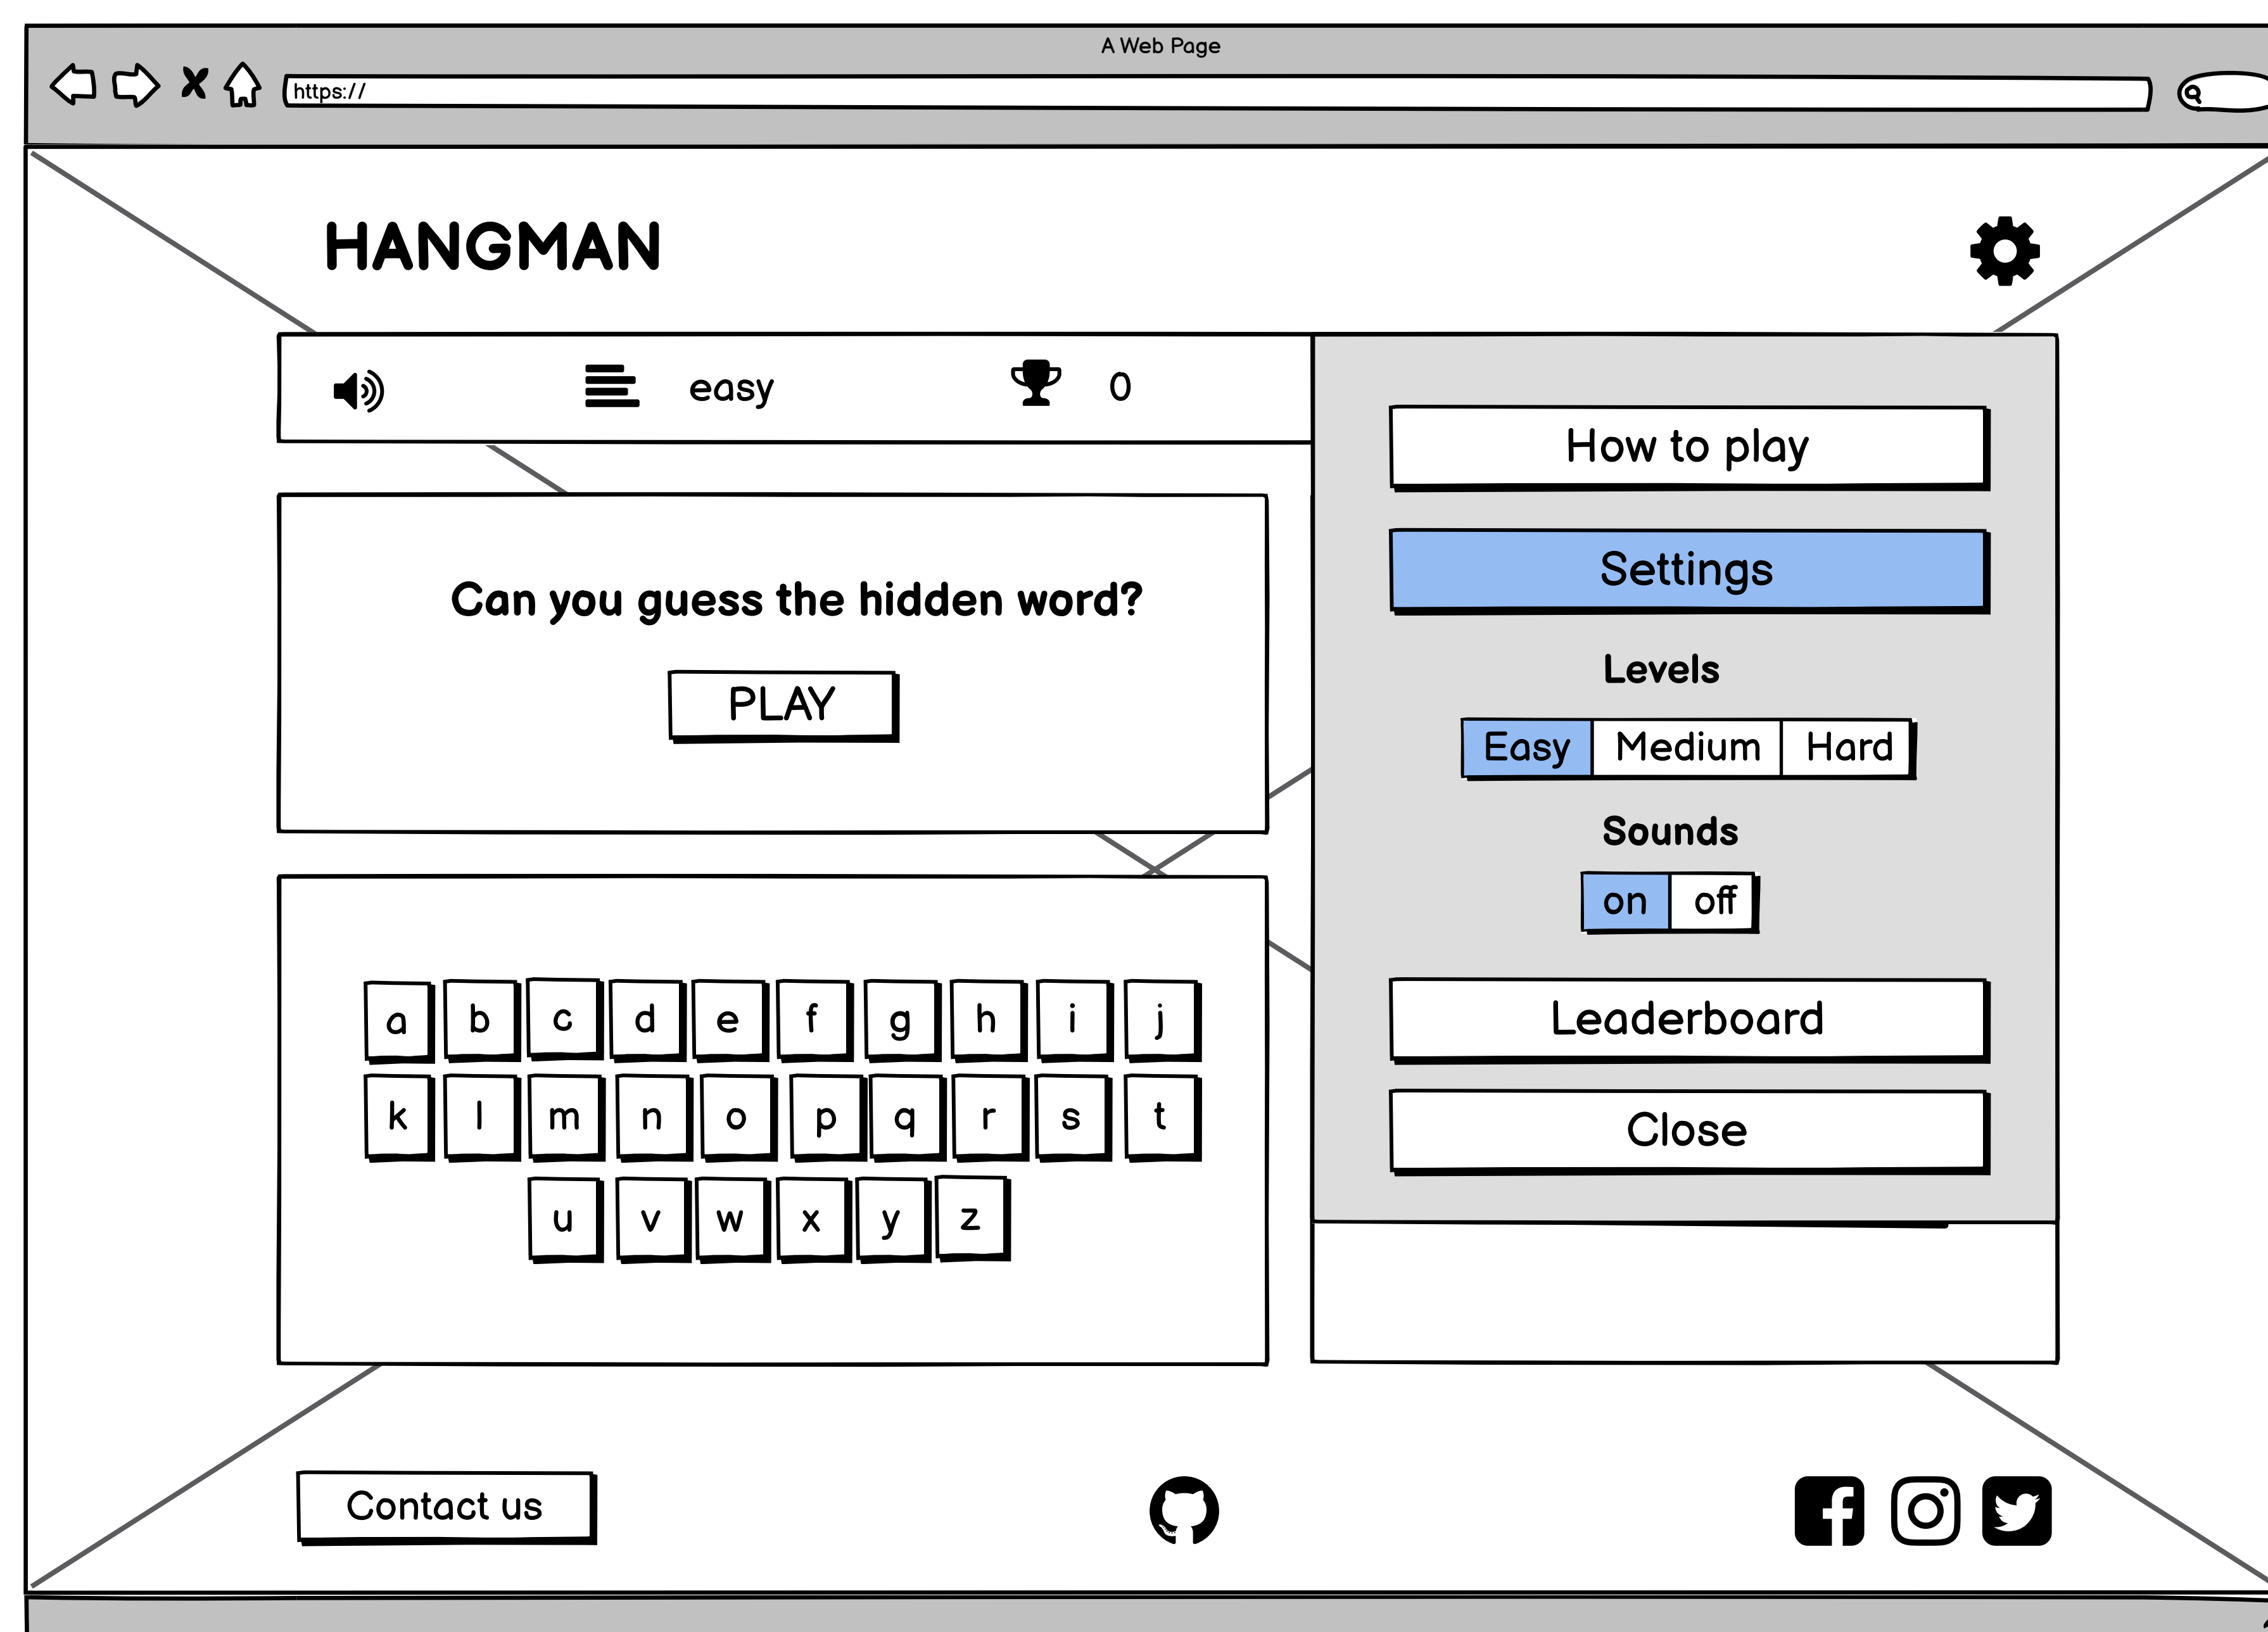 A Web Page
https://
HANGMAN
easy
0
Can you guess the hidden word?
PLAY
a b c d e f g h i j
k l m n o p q r s t
u v w x y z
How to play
Settings
Levels
Easy Medium Hard
Sounds
on off
Leaderboard
Close
Contact us